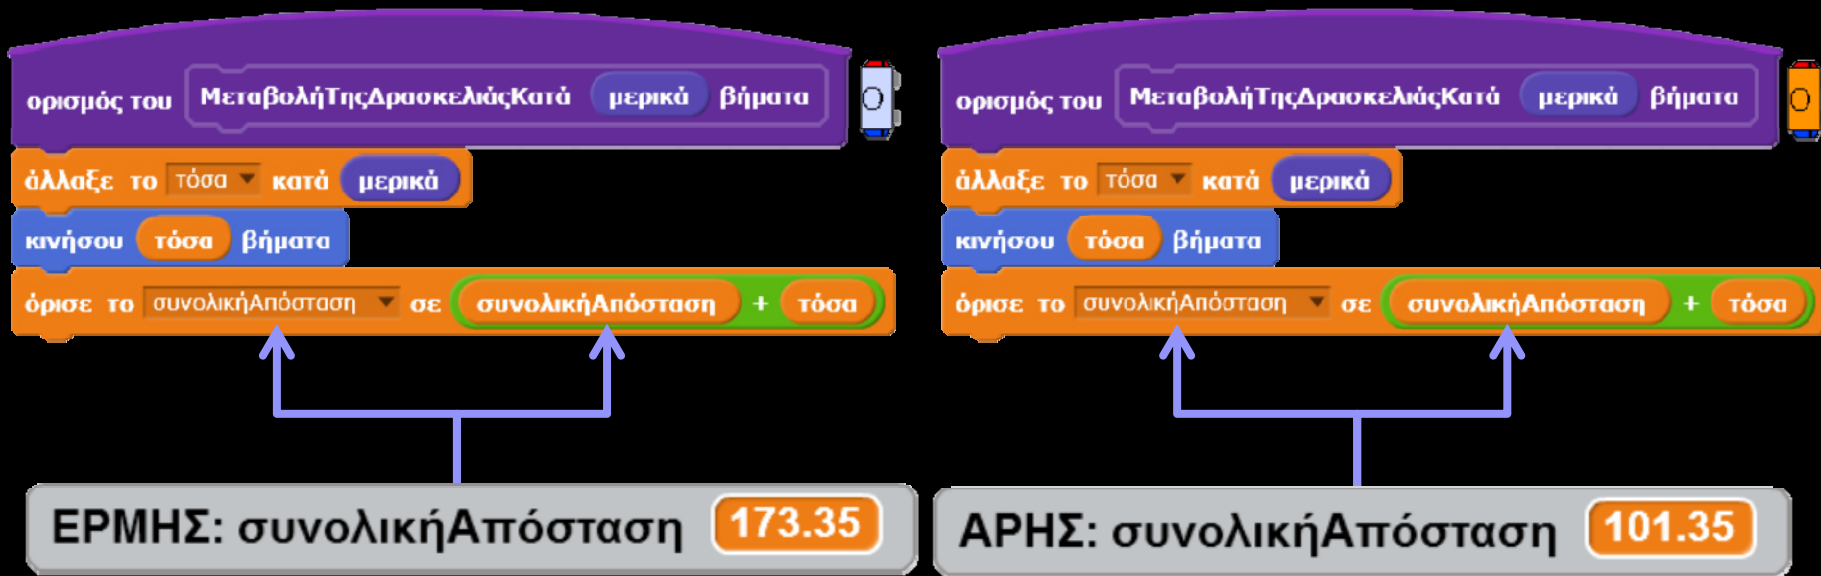 ορισμός του ΜεταβολήΤηςΔρασκελιάςΚατά μερικά βήματα
άλλαξε το τόσα κατά μερικά
κινήσου τόσα βήματα
όρισε το συνολικήΑπόσταση σε συνολικήΑπόσταση + τόσα
ΕΡΜΗΣ: συνολικήΑπόσταση 173.35
ορισμός του ΜεταβολήΤηςΔρασκελιάςΚατά μερικά βήματα
άλλαξε το τόσα κατά μερικά
κινήσου τόσα βήματα
όρισε το συνολικήΑπόσταση σε συνολικήΑπόσταση + τόσα
ΑΡΗΣ: συνολικήΑπόσταση 101.35